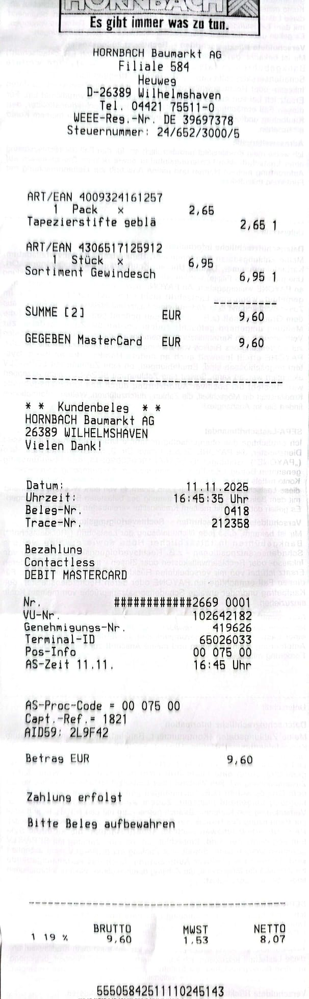 HORNBACH
Es gibt immer was zu tun.
HORNBACH Baumarkt AG
Filiale 584
Heuweg
D-26389 Wilhelmshaven
Tel. 04421 75511-0
WEEE-Reg.-Nr. DE 39697378
Steuernummer: 24/652/3000/5
ART/EAN 4009324161257
1 Pack x 2,65
Tapezierstifte geblä 2,65 1
ART/EAN 4306517125912
1 Stück x 6,95
Sortiment Gewindesch 6,95 1
----------
SUMME [2] EUR 9,60
GEGEBEN MasterCard EUR 9,60
----------------------------------------
* * Kundenbeleg * *
HORNBACH Baumarkt AG
26389 WILHELMSHAVEN
Vielen Dank!
Datum: 11.11.2025
Uhrzeit: 16:45:35 Uhr
Beleg-Nr. 0418
Trace-Nr. 212358
Bezahlung
Contactless
DEBIT MASTERCARD
Nr. ############2669 0001
VU-Nr. 102642182
Genehmigungs-Nr. 419626
Terminal-ID 65026033
Pos-Info 00 075 00
AS-Zeit 11.11. 16:45 Uhr
AS-Proc-Code = 00 075 00
Capt.-Ref.= 1821
AID59: 2L9F42
Betrag EUR 9,60
Zahlung erfolgt
Bitte Beleg aufbewahren
----------------------------------------
BRUTTO MWST NETTO
1 19 % 9,60 1,53 8,07
55505842511110245143